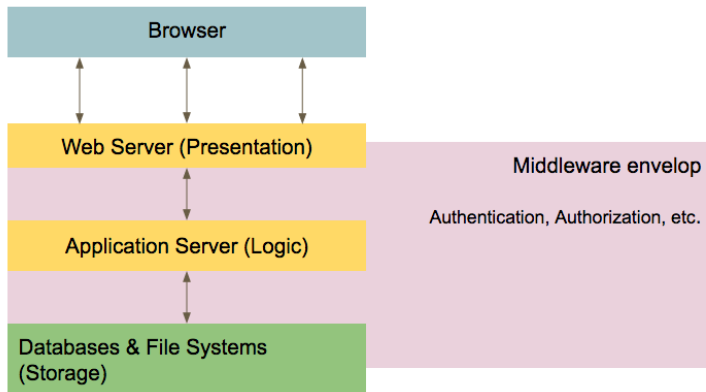 Browser
Web Server (Presentation)
Middleware envelop
Authentication, Authorization, etc.
Application Server (Logic)
Databases & File Systems
(Storage)